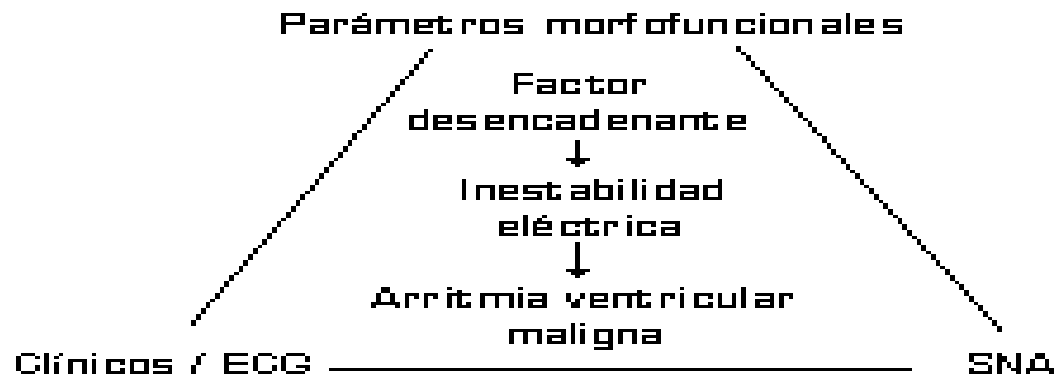 Parámetros morfofuncionales
Factor
desencadenante
Inestabilidad
eléctrica
Arritmia ventricular
maligna
Clínicos / ECG
SNA